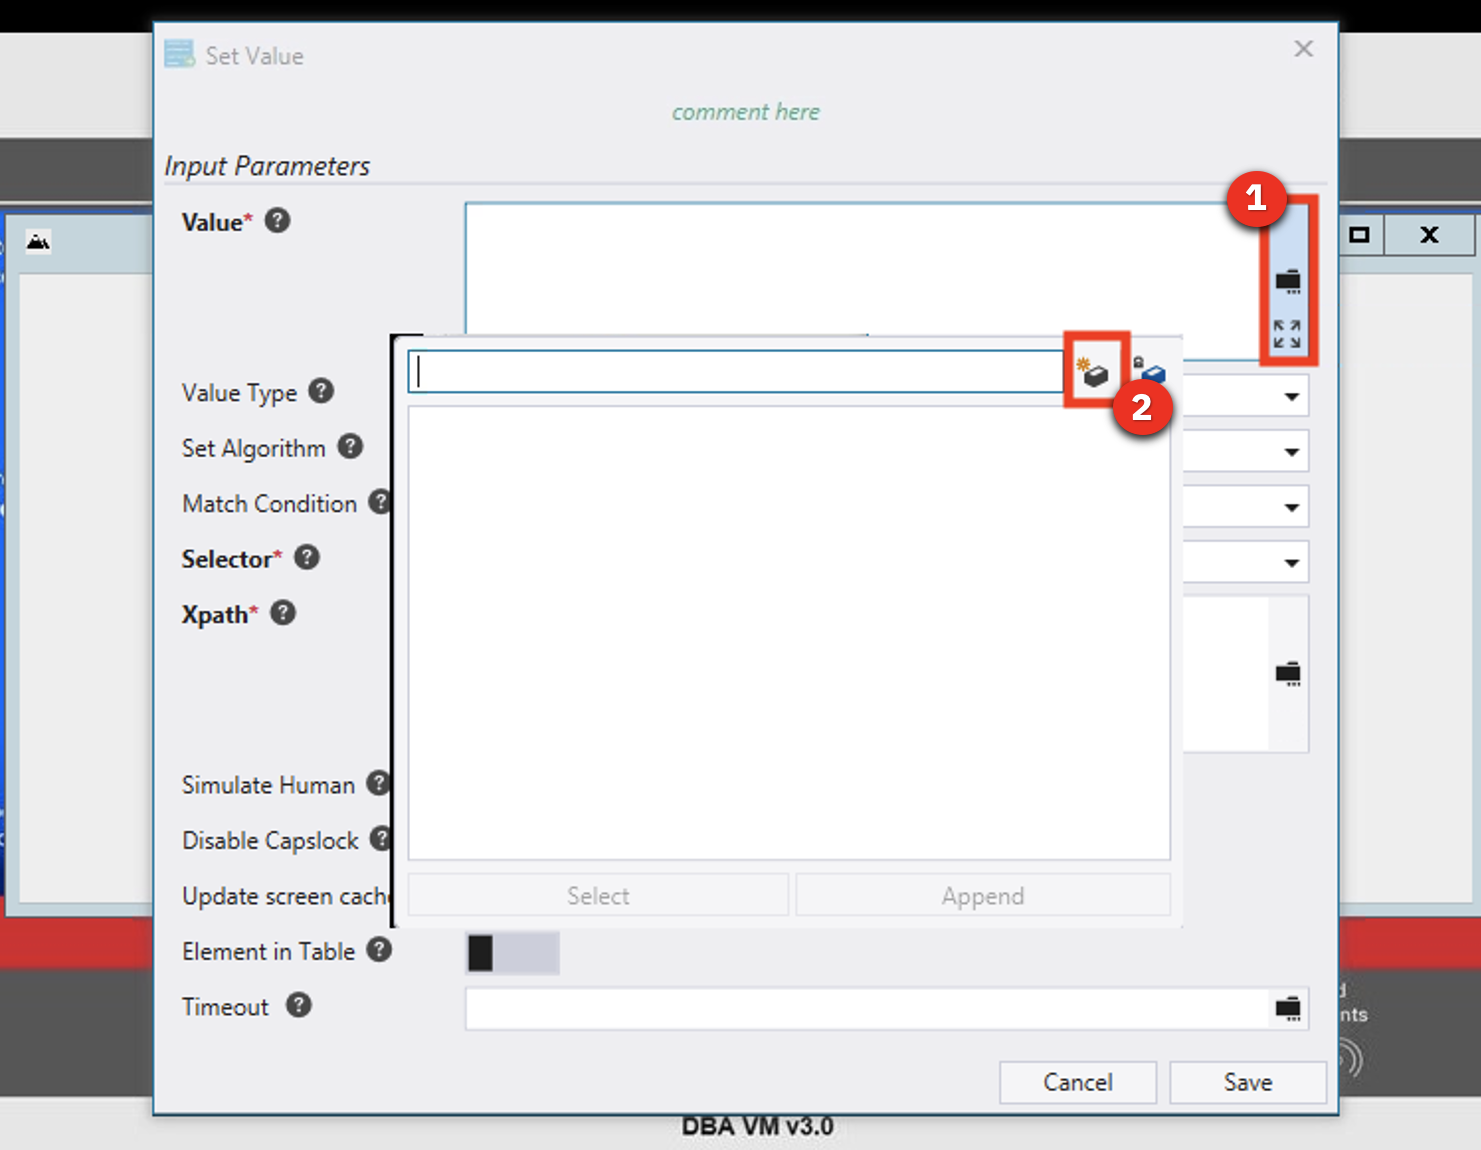 Set Value
comment here
Input Parameters
1
Value* ?
2
Value Type ?
Set Algorithm ?
Match Condition ?
Selector* ?
Xpath* ?
Simulate Human ?
Disable Capslock ?
Update screen cache
Select
Append
Element in Table ?
Timeout ?
nts
Cancel
Save
DBA VM v3.0